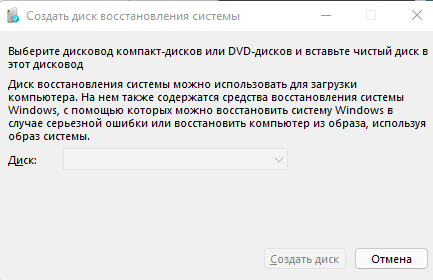 Создать диск восстановления системы
Выберите дисковод компакт-дисков или DVD-дисков и вставьте чистый диск в
этот дисковод
Диск восстановления системы можно использовать для загрузки
компьютера. На нем также содержатся средства восстановления системы
Windows, с помощью которых можно восстановить систему Windows в
случае серьезной ошибки или восстановить компьютер из образа, используя
образ системы.
Диск:
Создать диск Отмена